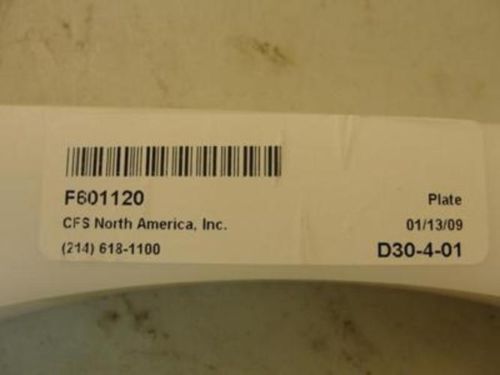 F601120 Plate
CFS North America, Inc. 01/13/09
(214) 618-1100 D30-4-01